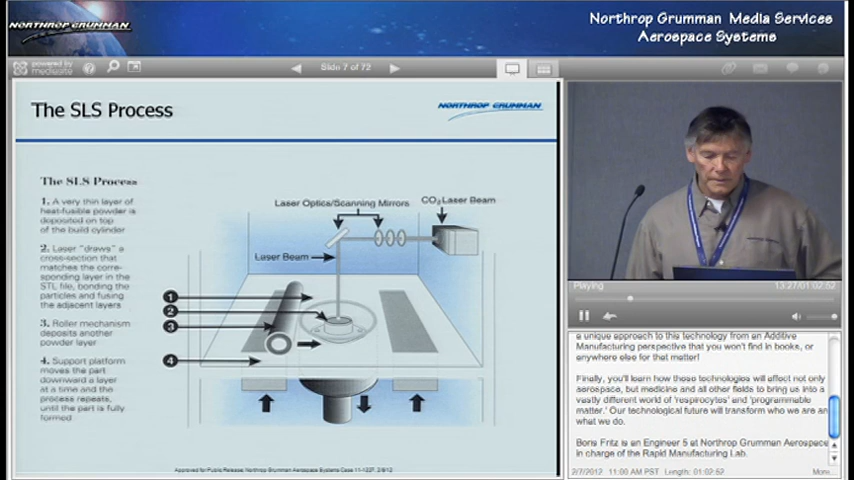 NORTHROP GRUMMAN
Northrop Grumman Media Services
Aerospace Systems
powered by
mediasite
Slide 7 of 72
The SLS Process
NORTHROP GRUMMAN
The SLS Process
1. A very thin layer of
heat-fusible powder is
deposited on top
of the build cylinder
2. Laser "draws" a
cross-section that
matches the corre-
sponding layer in the
STL file, bonding the
particles and fusing
the adjacent layers
3. Roller mechanism
deposits another
powder layer
4. Support platform
moves the part
downward a layer
at a time and the
process repeats,
until the part is fully
formed
Laser Optics/Scanning Mirrors
CO2 Laser Beam
Laser Beam
1
2
3
4
Approved for Public Release, Northrop Grumman Aerospace Systems Case 11-1227, 2/8/12
Playing
13:27/01:02:52
a unique approach to this technology from an Additive
Manufacturing perspective that you won't find in books, or
anywhere else for that matter!
Finally, you'll learn how these technologies will effect not only
aerospace, but medicine and all other fields to bring us into a
vastly different world of 'respirocytes' and 'programmable
matter.' Our technological future will transform who we are an
what we do.
Boris Fritz is an Engineer 5 at Northrop Grumman Aerospace
in charge of the Rapid Manufacturing Lab.
2/7/2012 11:00 AM PST Length: 01:02:52
More...